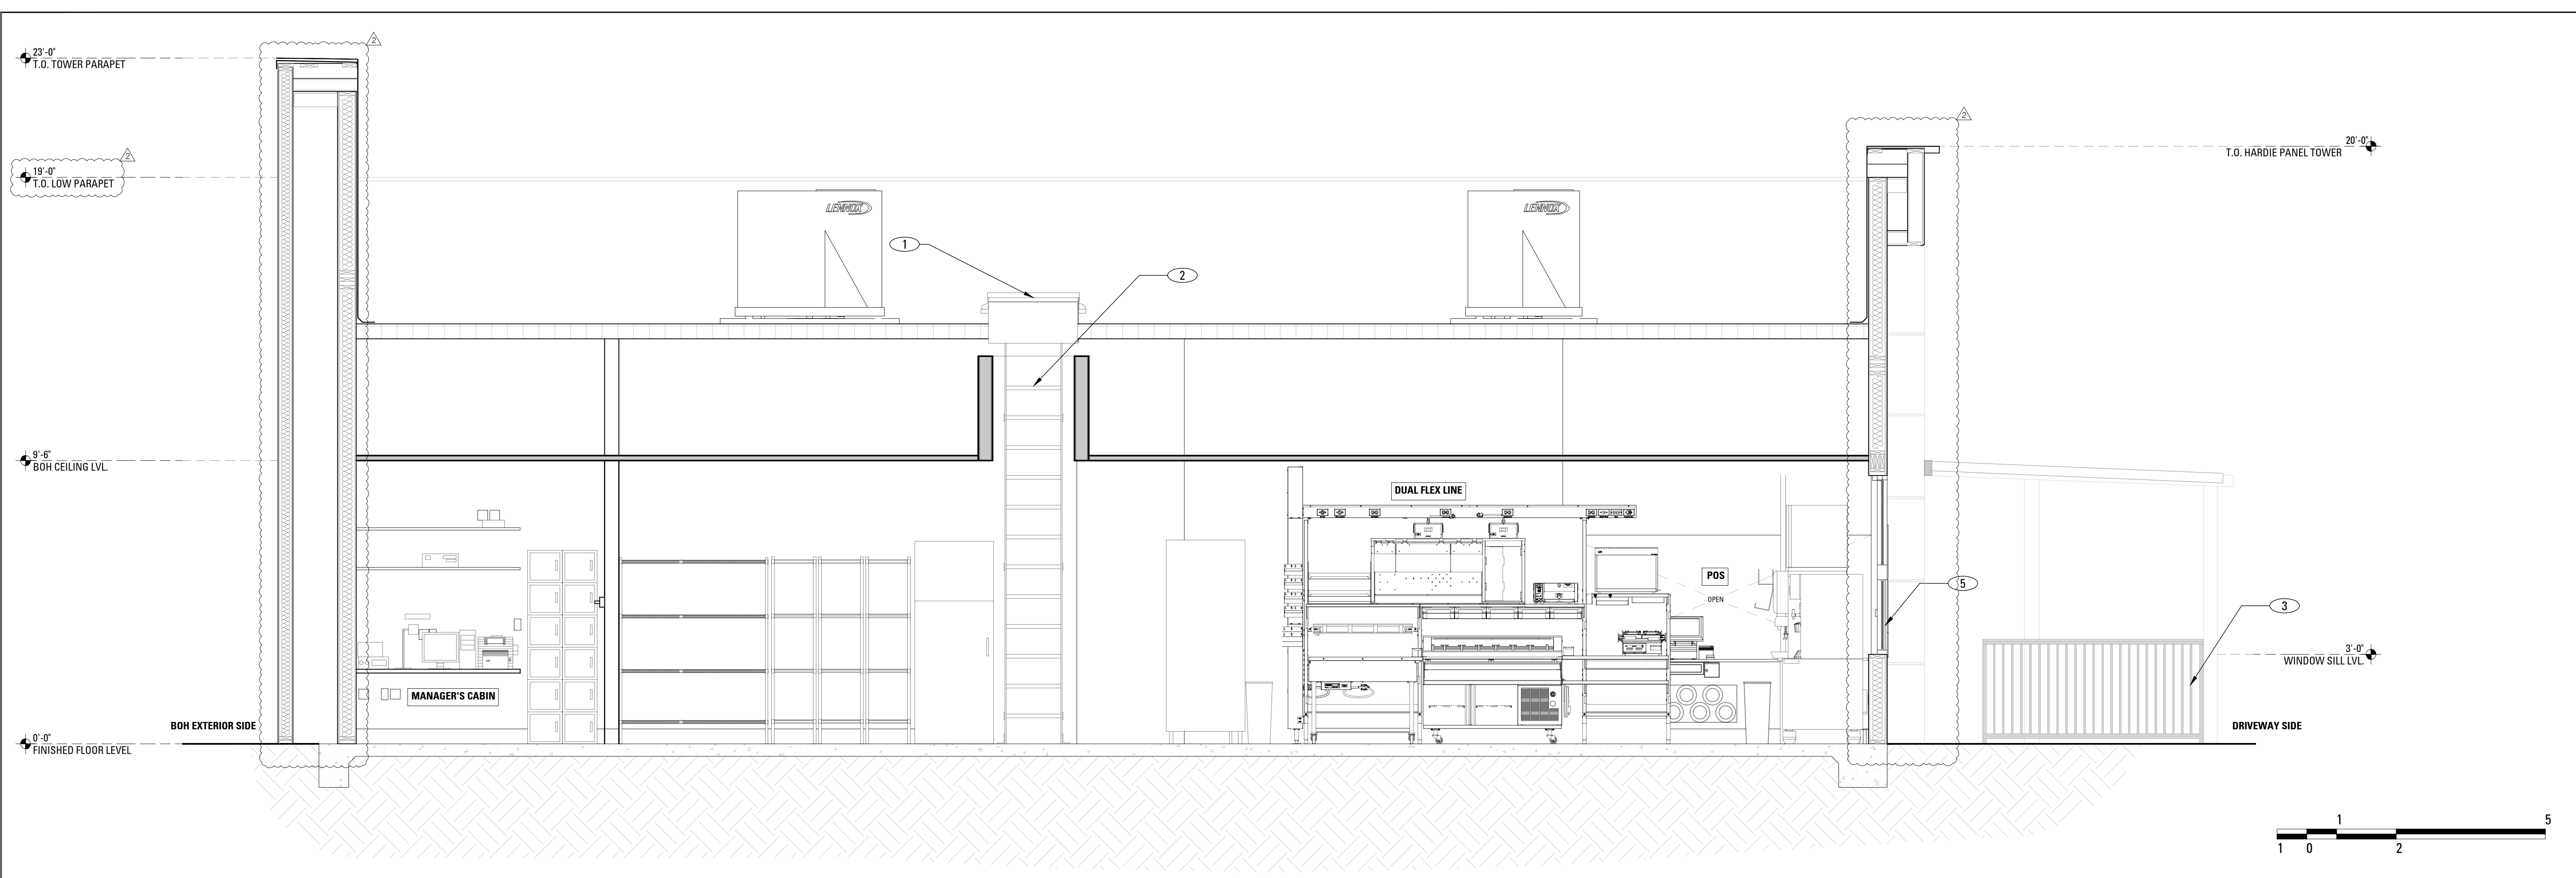 2
23'-0"
T.O. TOWER PARAPET
2
2
19'-0"
T.O. LOW PARAPET
20'-0"
T.O. HARDIE PANEL TOWER
LENNOX
LENNOX
1
2
9'-6"
BOH CEILING LVL.
DUAL FLEX LINE
POS
OPEN
5
3
3'-0"
WINDOW SILL LVL.
MANAGER'S CABIN
BOH EXTERIOR SIDE
DRIVEWAY SIDE
0'-0"
FINISHED FLOOR LEVEL
1 5
1 0 2